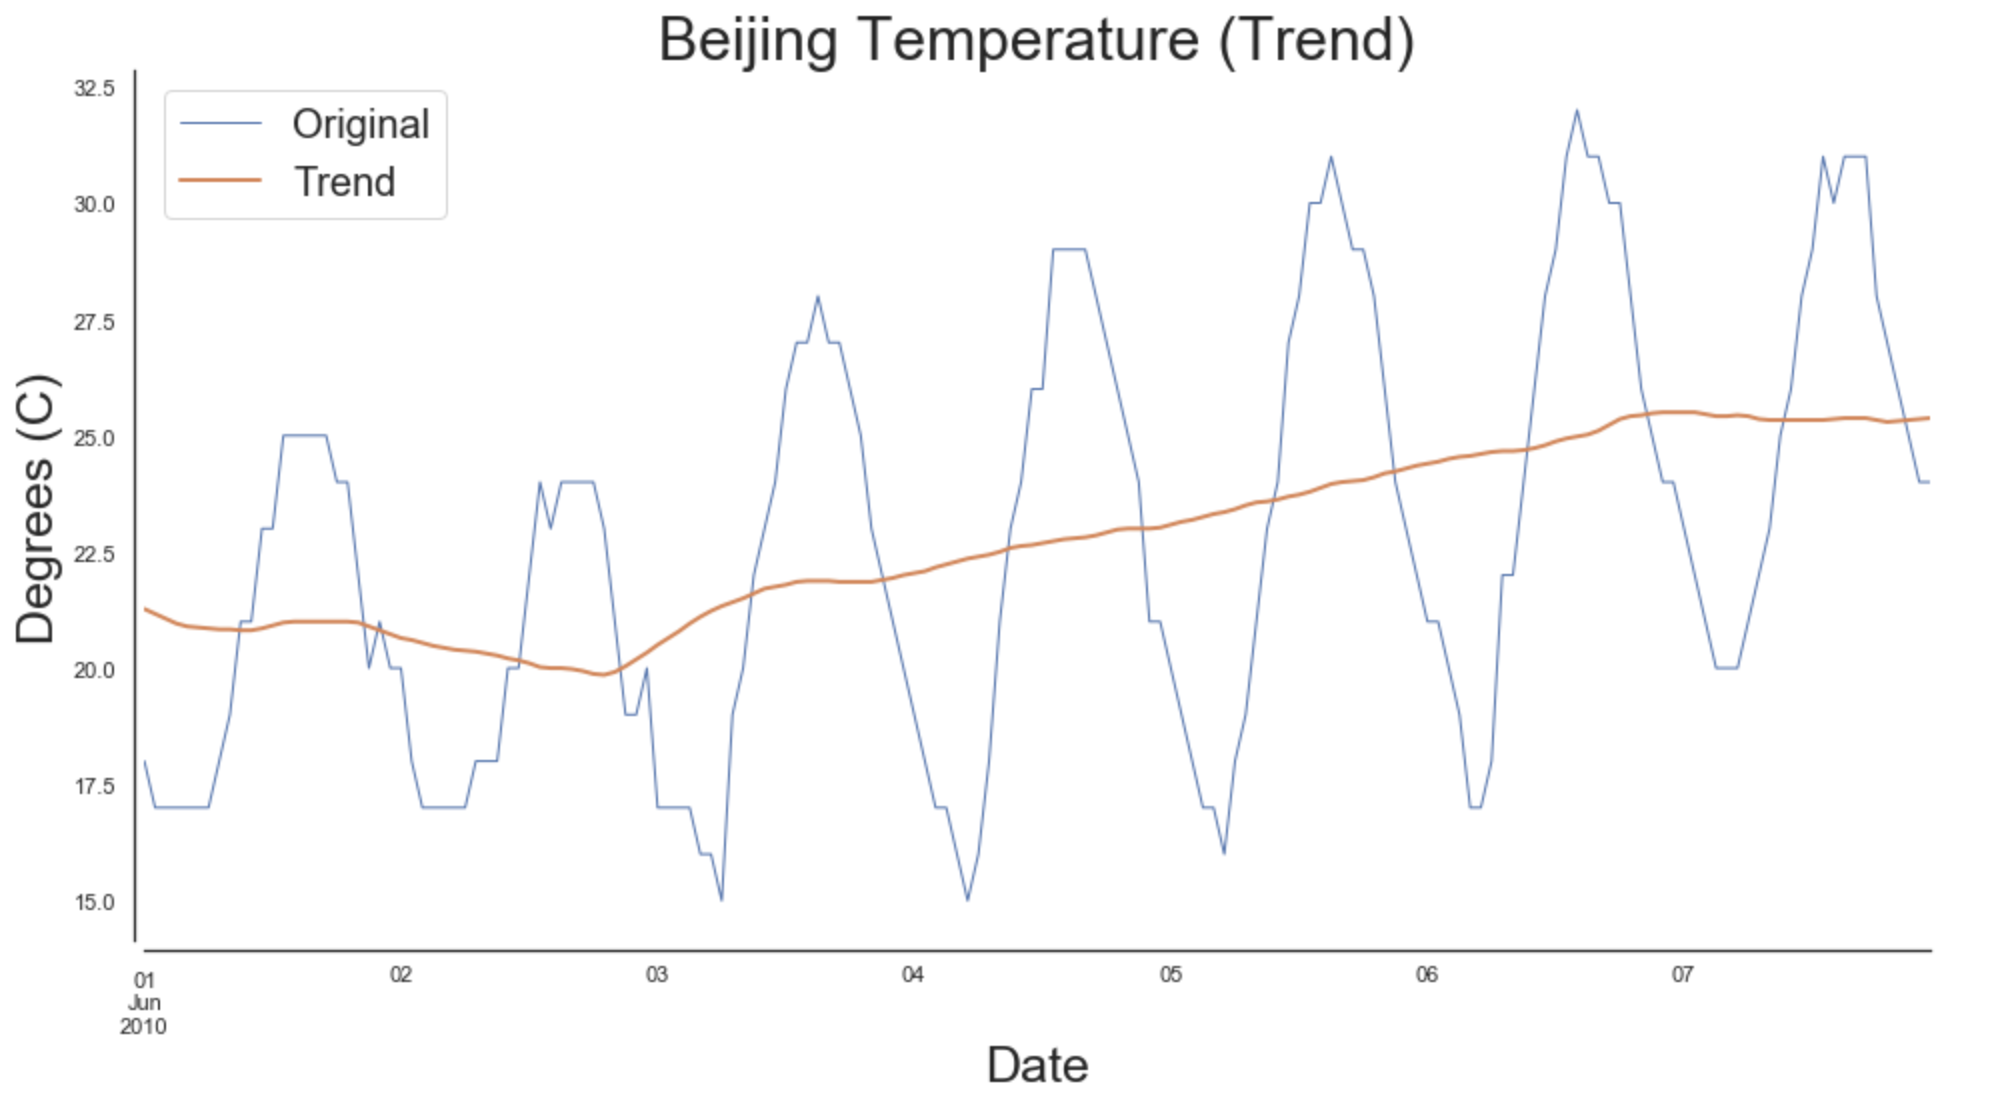 Beijing Temperature (Trend)
Original
Trend
32.5
30.0
27.5
25.0
22.5
20.0
17.5
15.0
Degrees (C)
01 02 03 04 05 06 07
Jun
2010
Date